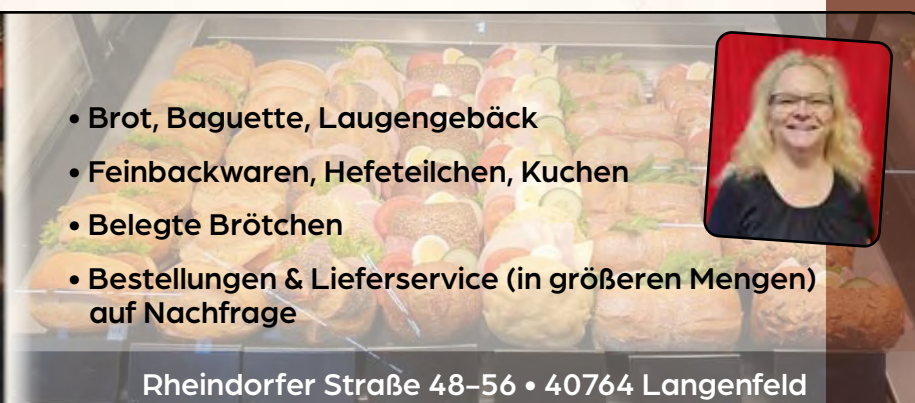 • Brot, Baguette, Laugengebäck
• Feinbackwaren, Hefeteilchen, Kuchen
• Belegte Brötchen
• Bestellungen & Lieferservice (in größeren Mengen)
auf Nachfrage
Rheindorfer Straße 48-56 • 40764 Langenfeld